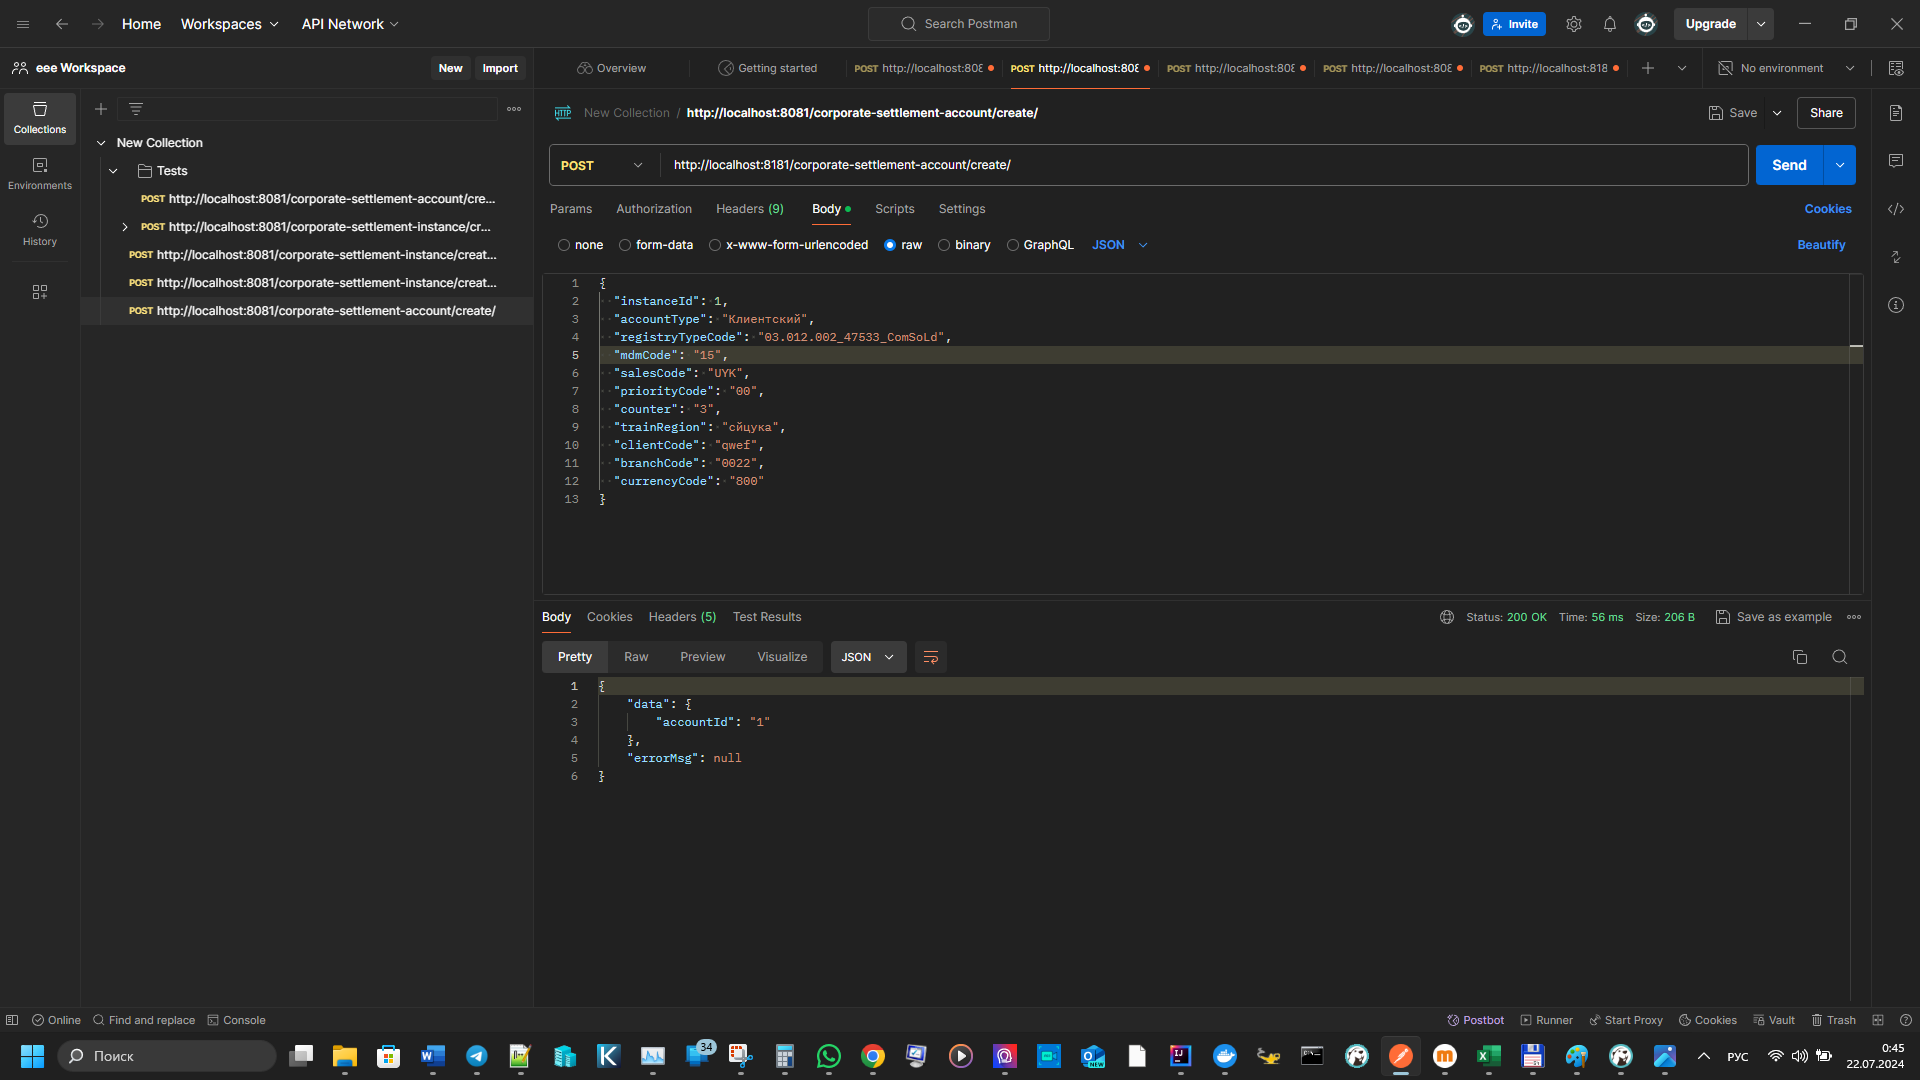 Home Workspaces API Network Search Postman Invite Upgrade
eee Workspace New Import Overview Getting started POST http://localhost:808 POST http://localhost:808 POST http://localhost:808 POST http://localhost:808 POST http://localhost:818 No environment
Collections
Environments
History
New Collection
Tests
POST http://localhost:8081/corporate-settlement-account/cre...
POST http://localhost:8081/corporate-settlement-instance/cr...
POST http://localhost:8081/corporate-settlement-instance/creat...
POST http://localhost:8081/corporate-settlement-instance/creat...
POST http://localhost:8081/corporate-settlement-account/create/
HTTP New Collection / http://localhost:8081/corporate-settlement-account/create/ Save Share
POST http://localhost:8181/corporate-settlement-account/create/ Send
Params Authorization Headers (9) Body Scripts Settings Cookies
none form-data x-www-form-urlencoded raw binary GraphQL JSON Beautify
1 {
2 "instanceId": 1,
3 "accountType": "Клиентский",
4 "registryTypeCode": "03.012.002_47533_ComSoLd",
5 "mdmCode": "15",
6 "salesCode": "UYK",
7 "priorityCode": "00",
8 "counter": "3",
9 "trainRegion": "сйцука",
10 "clientCode": "qwef",
11 "branchCode": "0022",
12 "currencyCode": "800"
13 }
Body Cookies Headers (5) Test Results Status: 200 OK Time: 56 ms Size: 206 B Save as example
Pretty Raw Preview Visualize JSON
1 {
2 "data": {
3 "accountId": "1"
4 },
5 "errorMsg": null
6 }
Online Find and replace Console Postbot Runner Start Proxy Cookies Vault Trash
Поиск 34 NEW РУС 0:45
22.07.2024